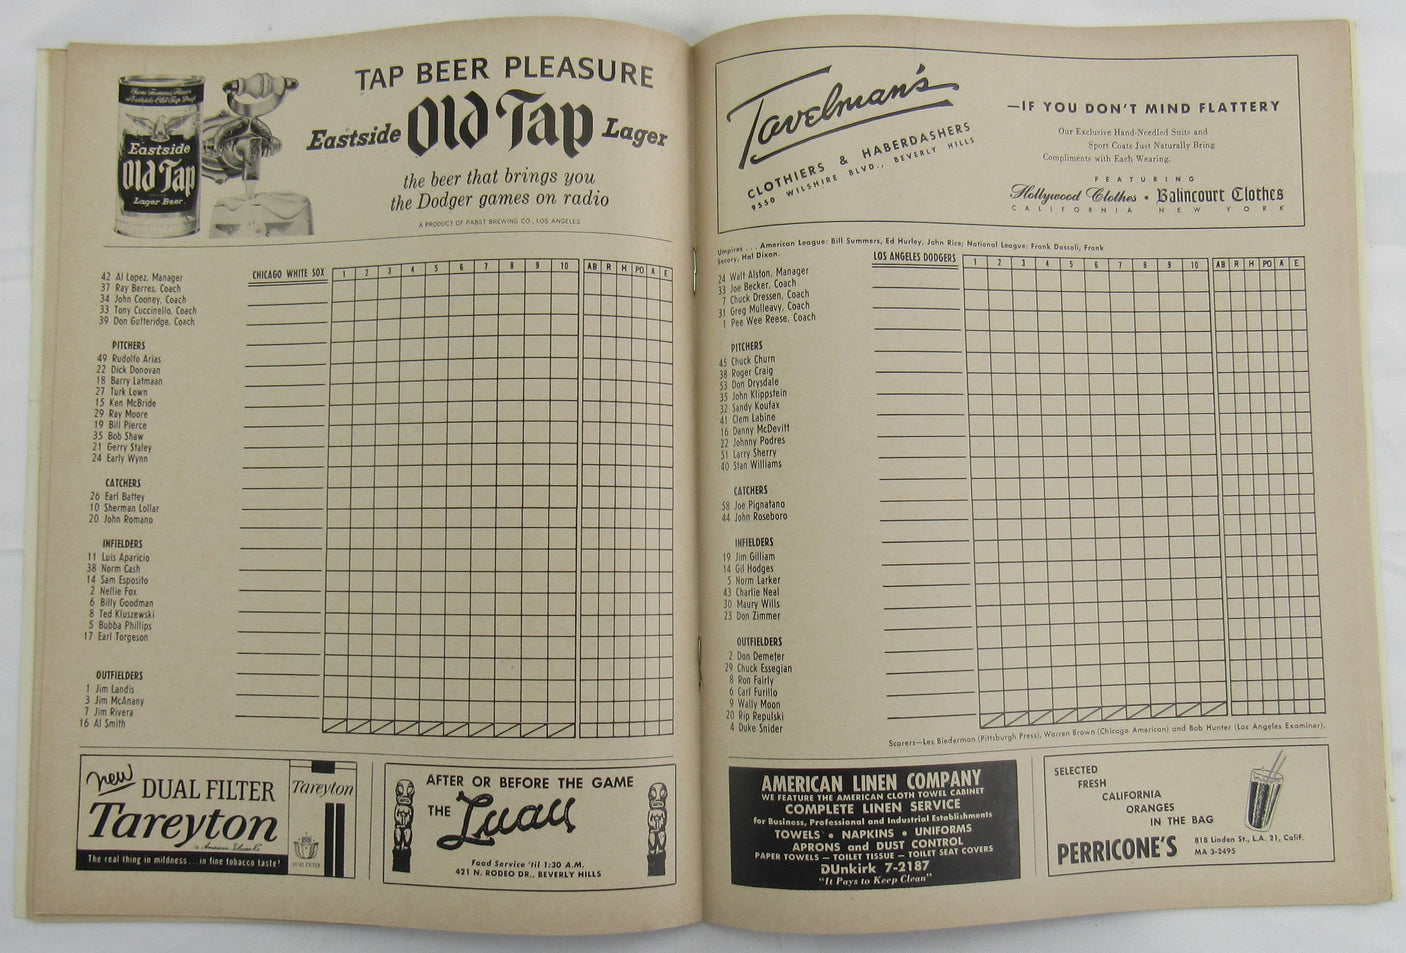 TAP BEER PLEASURE
Eastside Old Tap Lager
the beer that brings you
the Dodger games on radio
A PRODUCT OF PABST BREWING CO., LOS ANGELES
Eastside
Old Tap
Lager Beer
42 Al Lopez, Manager
37 Ray Berres, Coach
34 John Cooney, Coach
33 Tony Cuccinello, Coach
39 Don Gutteridge, Coach
PITCHERS
49 Rudolfo Arias
22 Dick Donovan
18 Barry Latmaan
27 Turk Lown
15 Ken McBride
29 Ray Moore
19 Bill Pierce
35 Bob Shaw
21 Gerry Staley
24 Early Wynn
CATCHERS
26 Earl Battey
10 Sherman Lollar
20 John Romano
INFIELDERS
11 Luis Aparicio
38 Norm Cash
14 Sam Esposito
2 Nellie Fox
6 Billy Goodman
8 Ted Kluszewski
5 Bubba Phillips
17 Earl Torgeson
OUTFIELDERS
1 Jim Landis
3 Jim McAnany
7 Jim Rivera
16 Al Smith
CHICAGO WHITE SOX 1 2 3 4 5 6 7 8 9 10 AB R H PO A E
new
DUAL FILTER
Tareyton
The real thing in mildness...in fine tobacco taste!
Tareyton
DUAL FILTER
AFTER OR BEFORE THE GAME
THE Luau
Food Service 'til 1:30 A.M.
421 N. RODEO DR., BEVERLY HILLS
Tavelman's
CLOTHIERS & HABERDASHERS
9550 WILSHIRE BLVD., BEVERLY HILLS
—IF YOU DON'T MIND FLATTERY
Our Exclusive Hand-Needled Suits and
Sport Coats Just Naturally Bring
Compliments with Each Wearing.
FEATURING
Hollywood Clothes • Balincourt Clothes
CALIFORNIA NEW YORK
Umpires . . . American League: Bill Summers, Ed Hurley, John Rice; National League: Frank Dascoli, Frank
Secory, Hal Dixon.
24 Walt Alston, Manager
33 Joe Becker, Coach
7 Chuck Dressen, Coach
31 Greg Mulleavy, Coach
1 Pee Wee Reese, Coach
PITCHERS
45 Chuck Churn
38 Roger Craig
53 Don Drysdale
35 John Klippstein
32 Sandy Koufax
41 Clem Labine
16 Danny McDevitt
22 Johnny Podres
51 Larry Sherry
40 Stan Williams
CATCHERS
58 Joe Pignatano
44 John Roseboro
INFIELDERS
19 Jim Gilliam
14 Gil Hodges
5 Norm Larker
43 Charlie Neal
30 Maury Wills
23 Don Zimmer
OUTFIELDERS
2 Don Demeter
29 Chuck Essegian
8 Ron Fairly
6 Carl Furillo
9 Wally Moon
20 Rip Repulski
4 Duke Snider
LOS ANGELES DODGERS 1 2 3 4 5 6 7 8 9 10 AB R H PO A E
Scorers—Les Biederman (Pittsburgh Press), Warren Brown (Chicago American) and Bob Hunter (Los Angeles Examiner).
AMERICAN LINEN COMPANY
WE FEATURE THE AMERICAN CLOTH TOWEL CABINET
COMPLETE LINEN SERVICE
for Business, Professional and Industrial Establishments
TOWELS • NAPKINS • UNIFORMS
APRONS and DUST CONTROL
PAPER TOWELS — TOILET TISSUE — TOILET SEAT COVERS
DUnkirk 7-2187
"It Pays to Keep Clean"
SELECTED
FRESH
CALIFORNIA
ORANGES
IN THE BAG
PERRICONE'S
818 Linden St., L.A. 21, Calif.
MA 3-2495